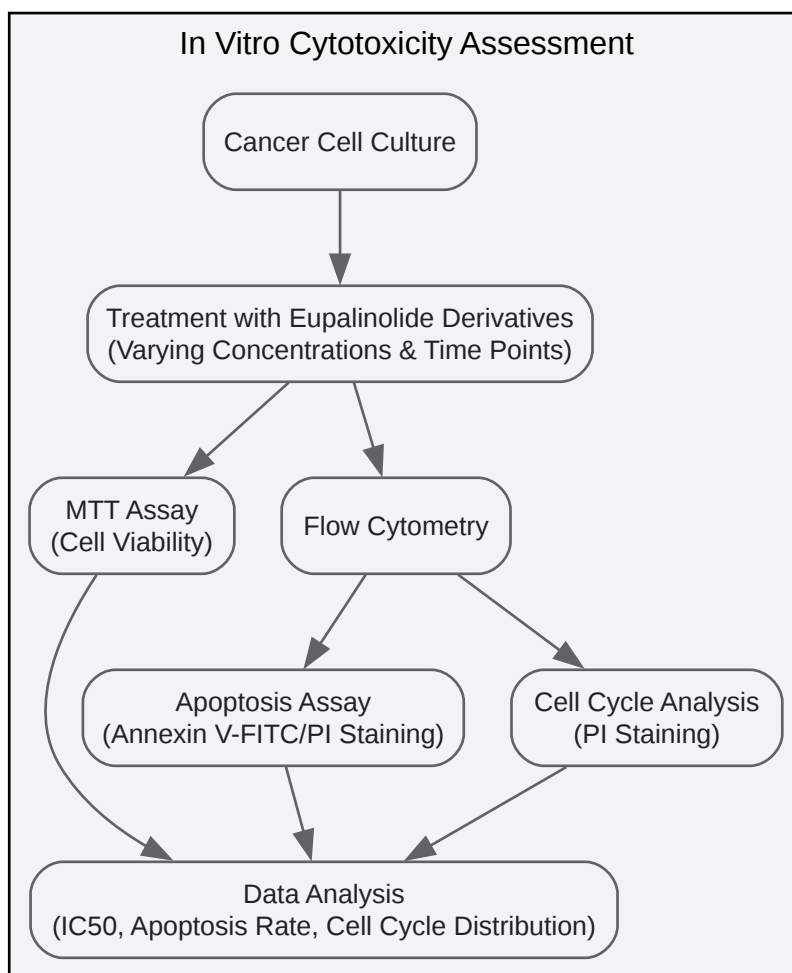 In Vitro Cytotoxicity Assessment
Cancer Cell Culture
Treatment with Eupalinolide Derivatives
(Varying Concentrations & Time Points)
MTT Assay
(Cell Viability)
Flow Cytometry
Apoptosis Assay
(Annexin V-FITC/PI Staining)
Cell Cycle Analysis
(PI Staining)
Data Analysis
(IC50, Apoptosis Rate, Cell Cycle Distribution)